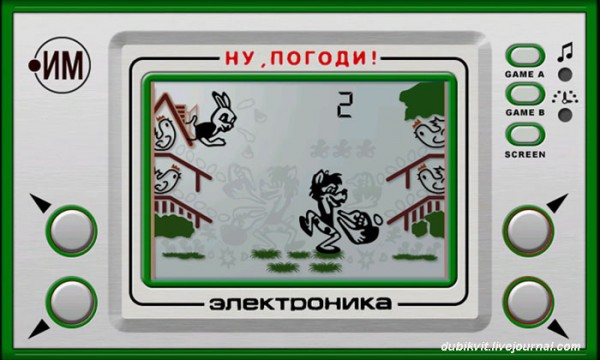 ИМ
НУ, ПОГОДИ!
2
GAME A
GAME B
SCREEN
электроника
dubikvit.livejournal.com